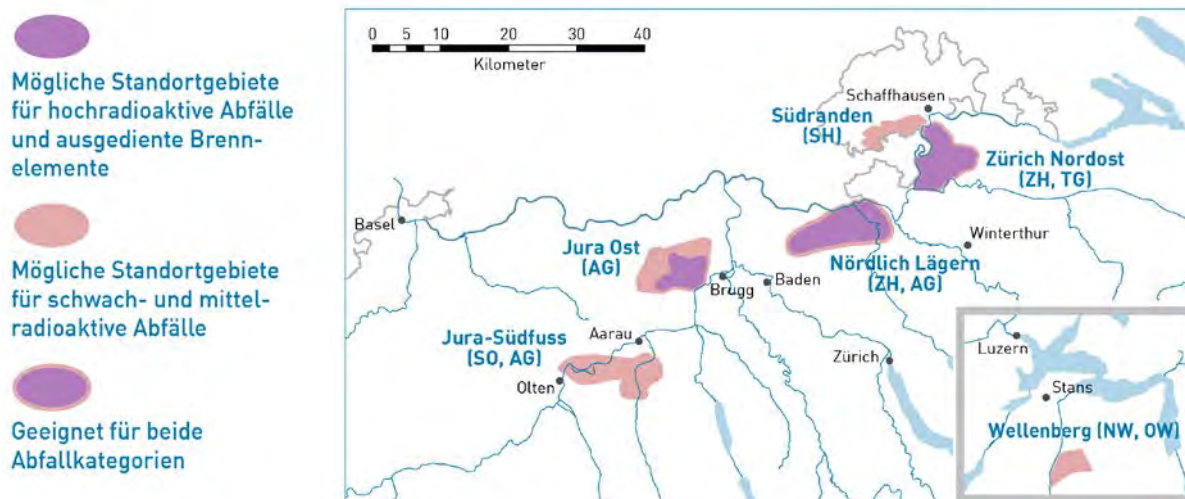 Mögliche Standortgebiete
für hochradioaktive Abfälle
und ausgediente Brenn-
elemente
Mögliche Standortgebiete
für schwach- und mittel-
radioaktive Abfälle
Geeignet für beide
Abfallkategorien
0 5 10 20 30 40
Kilometer
Schaffhausen
Südranden
(SH)
Zürich Nordost
(ZH, TG)
Basel
Winterthur
Jura Ost
(AG)
Nördlich Lägern
(ZH, AG)
Brugg
Baden
Jura-Südfuss
(SO, AG)
Aarau
Zürich
Olten
Luzern
Stans
Wellenberg (NW, OW)